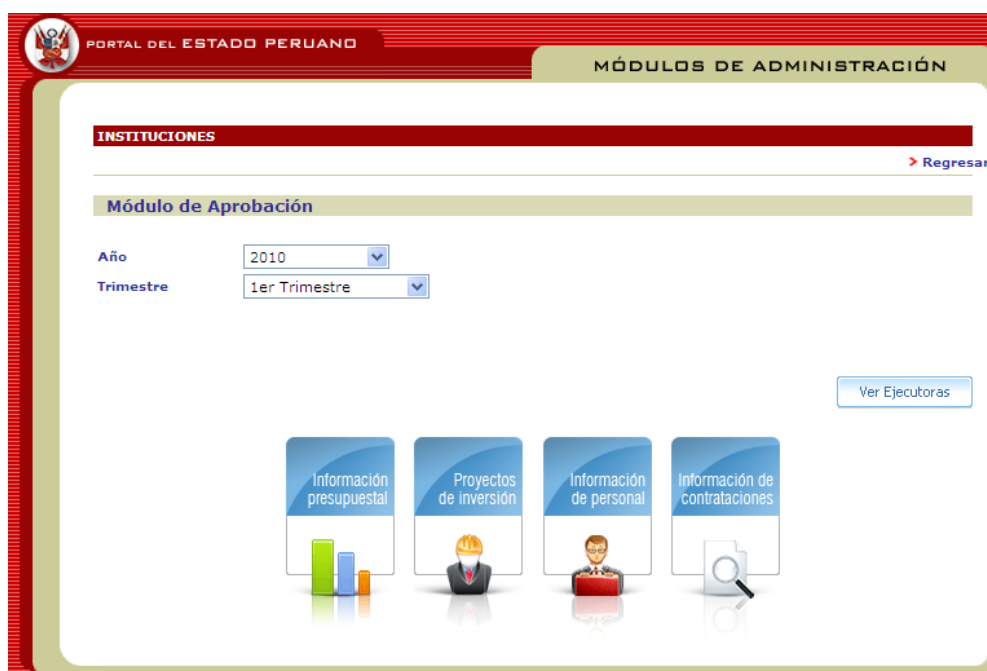 PORTAL DEL ESTADO PERUANO
MÓDULOS DE ADMINISTRACIÓN
INSTITUCIONES
> Regresar
Módulo de Aprobación
Año 2010
Trimestre 1er Trimestre
Ver Ejecutoras
Información presupuestal
Proyectos de inversión
Información de personal
Información de contrataciones